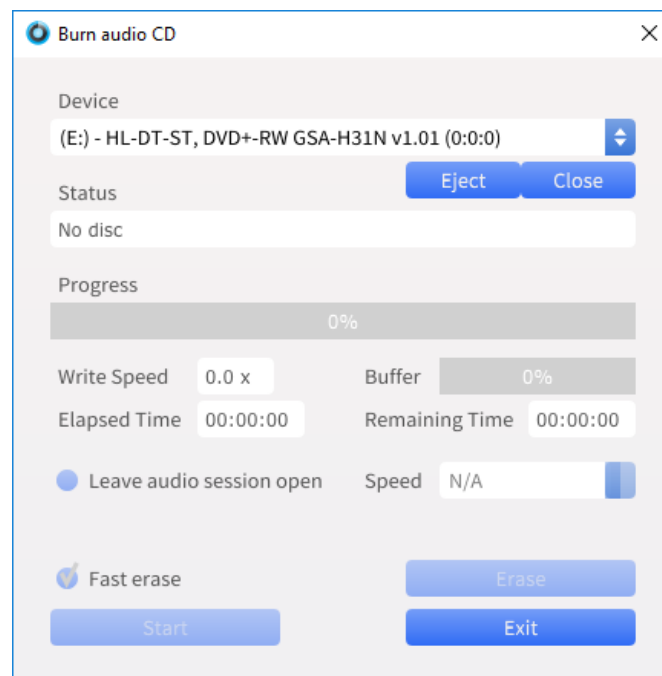 Burn audio CD
Device
(E:) - HL-DT-ST, DVD+-RW GSA-H31N v1.01 (0:0:0)
Eject Close
Status
No disc
Progress
0%
Write Speed 0.0 x Buffer 0%
Elapsed Time 00:00:00 Remaining Time 00:00:00
Leave audio session open Speed N/A
Fast erase Erase
Start Exit